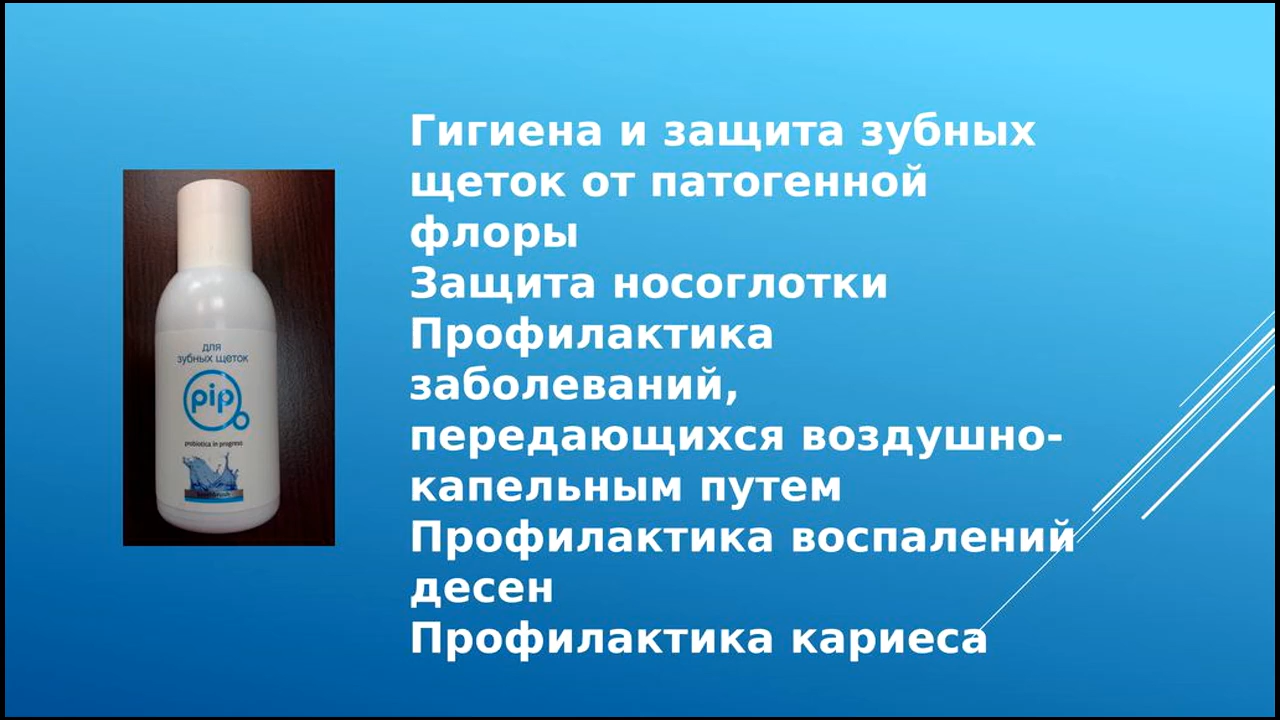 Гигиена и защита зубных
щеток от патогенной
флоры
Защита носоглотки
Профилактика
заболеваний,
передающихся воздушно-
капельным путем
Профилактика воспалений
десен
Профилактика кариеса
для
зубных щеток
pip
probiotica in progress